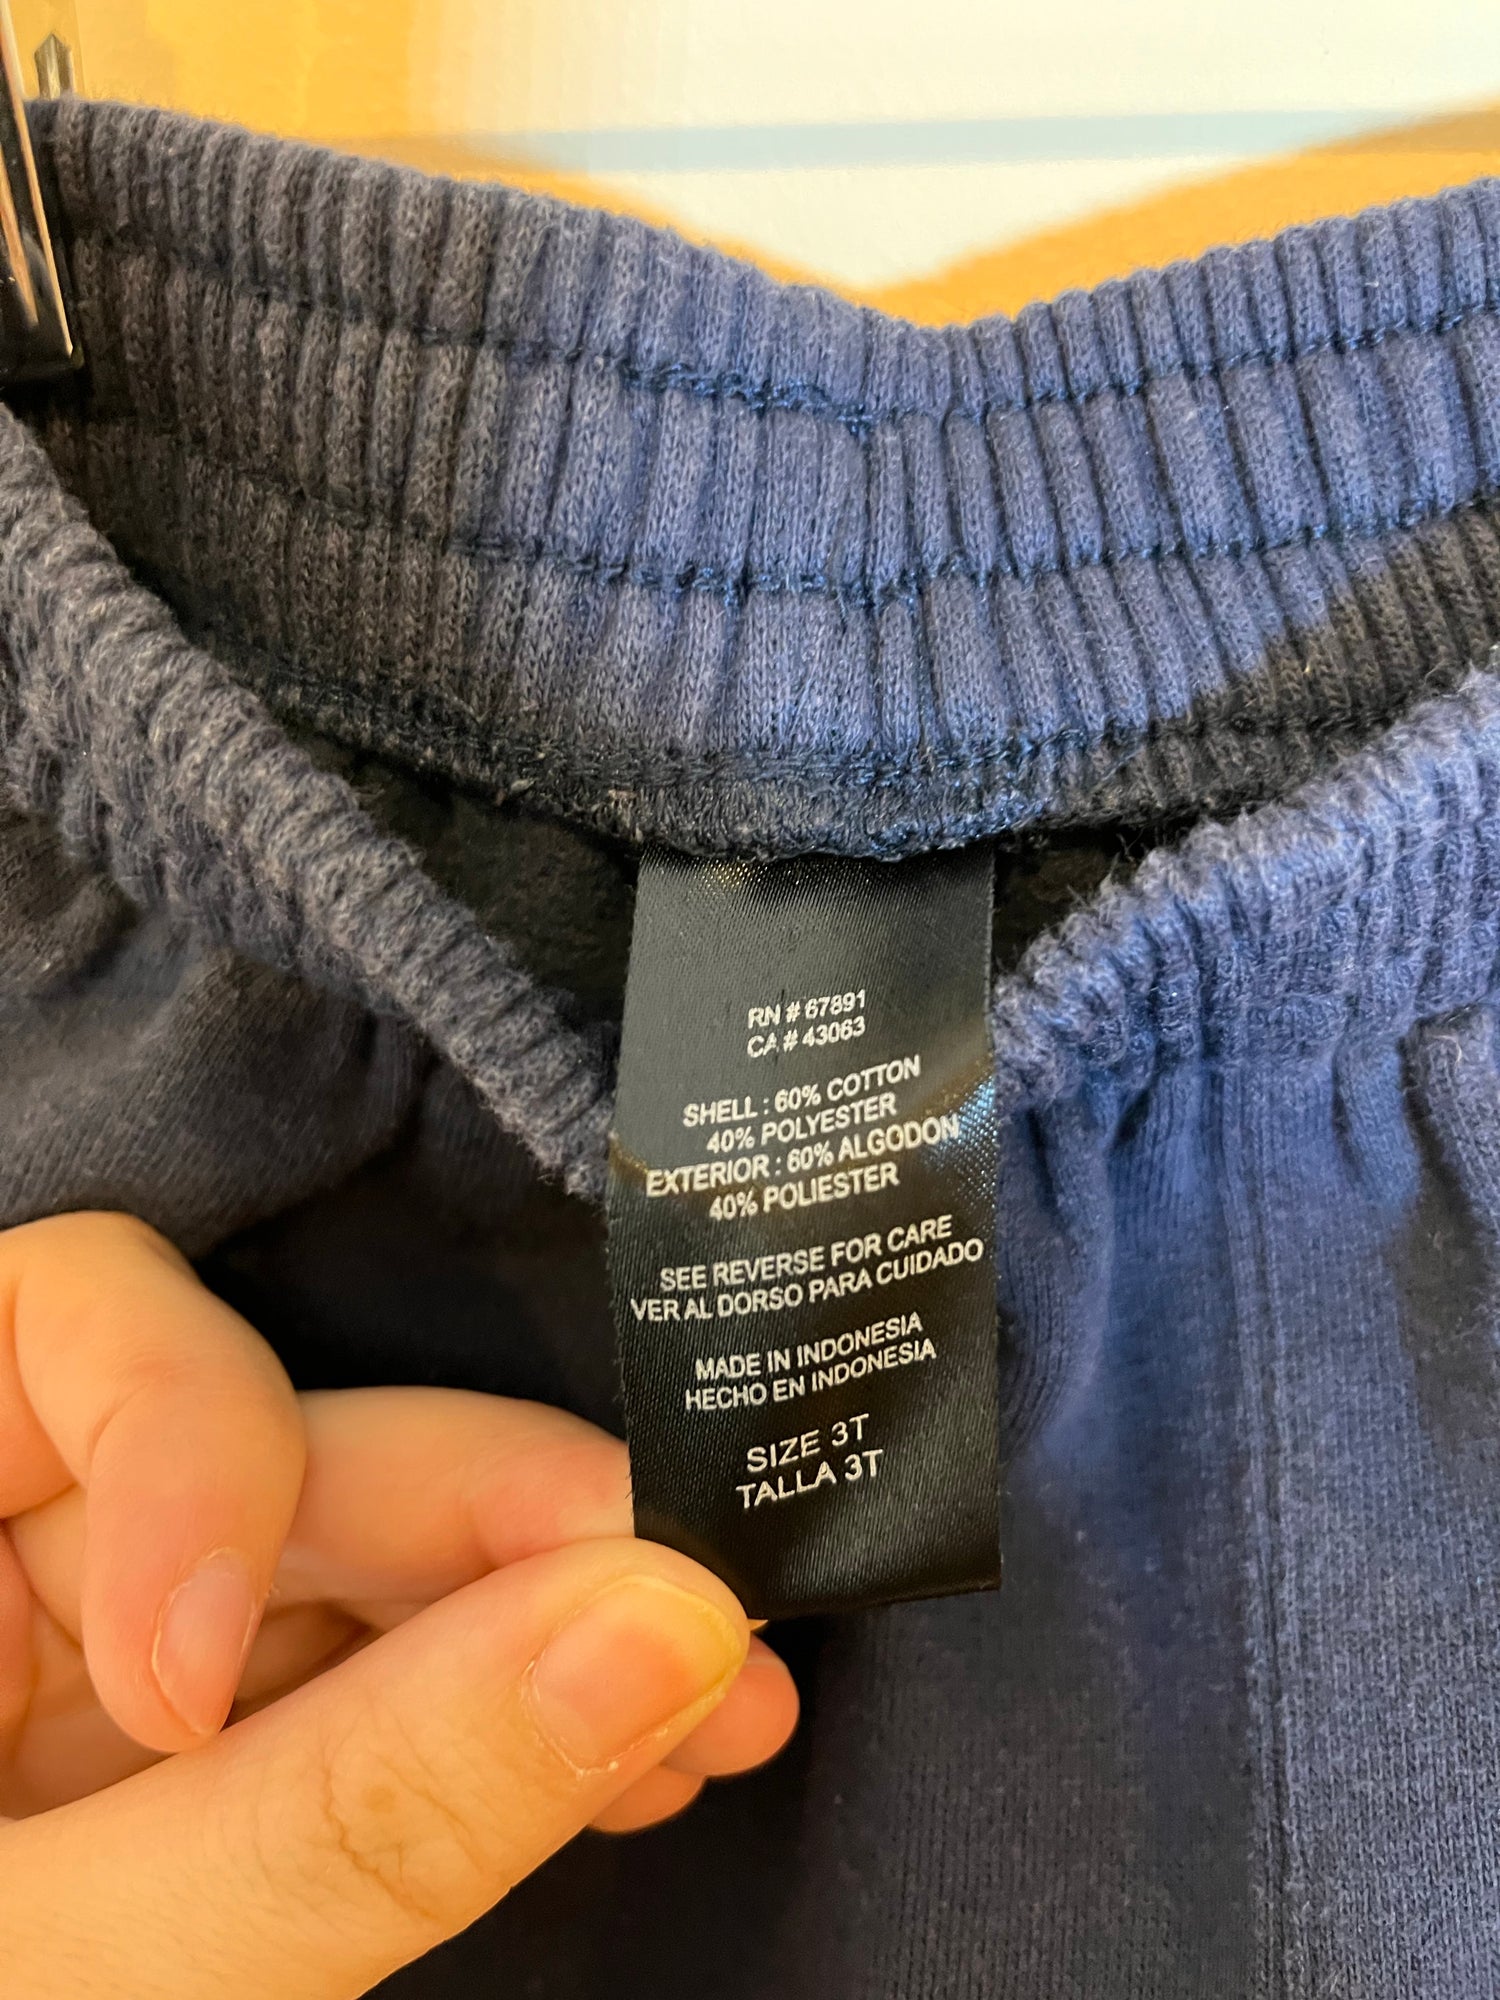 RN # 67891
CA # 43063
SHELL : 60% COTTON
40% POLYESTER
EXTERIOR : 60% ALGODON
40% POLIESTER
SEE REVERSE FOR CARE
VER AL DORSO PARA CUIDADO
MADE IN INDONESIA
HECHO EN INDONESIA
SIZE 3T
TALLA 3T